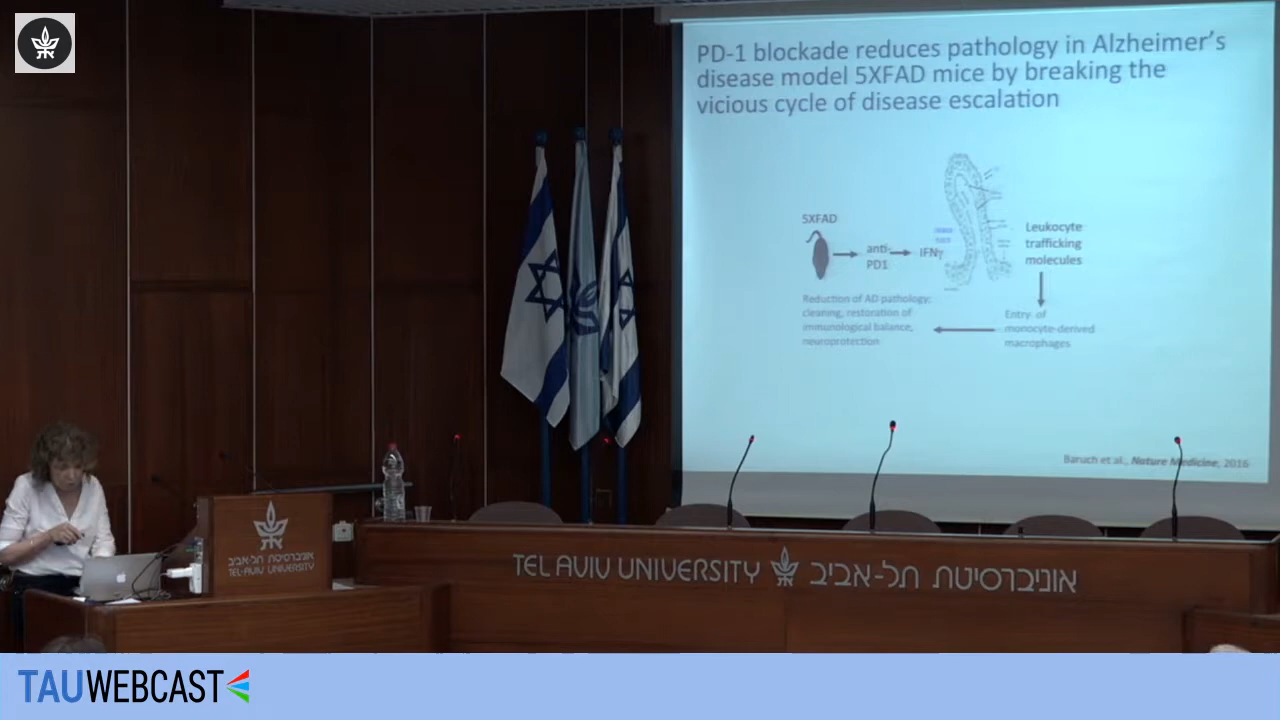 PD-1 blockade reduces pathology in Alzheimer's
disease model 5XFAD mice by breaking the
vicious cycle of disease escalation
5XFAD
anti-
PD1
IFNγ
Leukocyte
trafficking
molecules
Reduction of AD pathology:
cleaning, restoration of
immunological balance,
neuroprotection
Entry of
monocyte-derived
macrophages
Baruch et al., Nature Medicine, 2016
אוניברסיטת תל-אביב
TEL AVIV UNIVERSITY
TEL AVIV UNIVERSITY אוניברסיטת תל-אביב
TAUWEBCAST